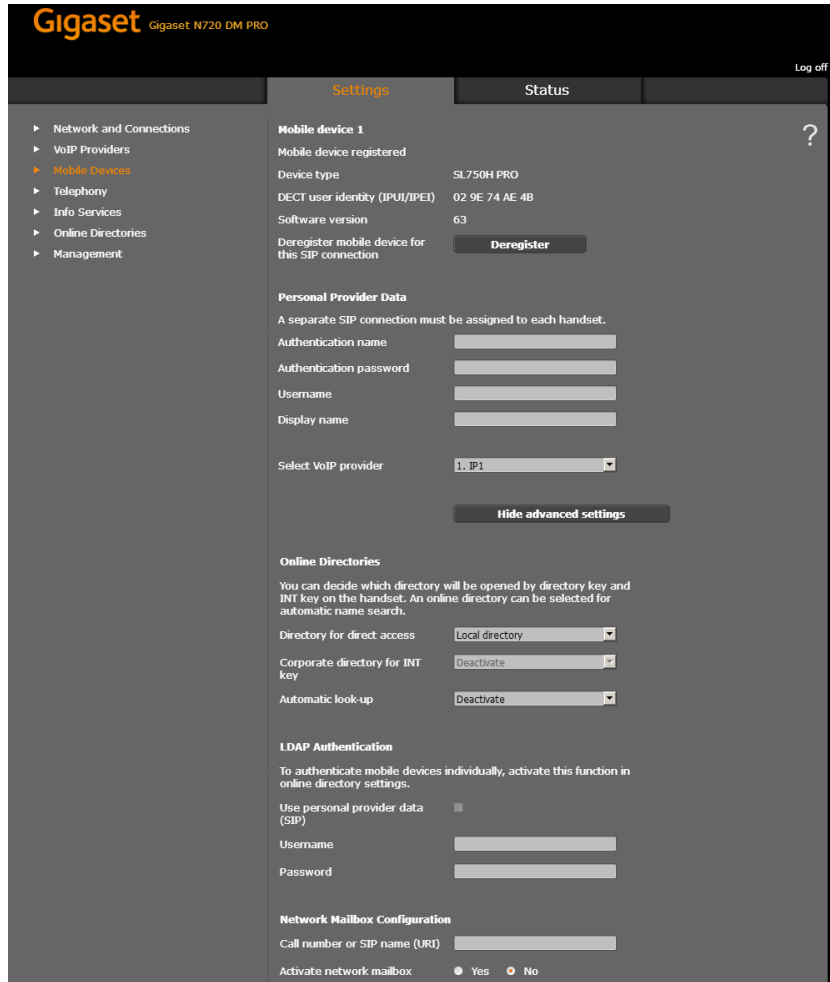 Gigaset Gigaset N720 DM PRO
Log off
Settings
Status
Network and Connections
VoIP Providers
Mobile Devices
Telephony
Info Services
Online Directories
Management
?
Mobile device 1
Mobile device registered
Device type SL750H PRO
DECT user identity (IPUI/IPEI) 02 9E 74 AE 4B
Software version 63
Deregister mobile device for
this SIP connection
Deregister
Personal Provider Data
A separate SIP connection must be assigned to each handset.
Authentication name
Authentication password
Username
Display name
Select VoIP provider 1. IP1
Hide advanced settings
Online Directories
You can decide which directory will be opened by directory key and
INT key on the handset. An online directory can be selected for
automatic name search.
Directory for direct access Local directory
Corporate directory for INT
key
Deactivate
Automatic look-up Deactivate
LDAP Authentication
To authenticate mobile devices individually, activate this function in
online directory settings.
Use personal provider data
(SIP)
Username
Password
Network Mailbox Configuration
Call number or SIP name (URI)
Activate network mailbox Yes No